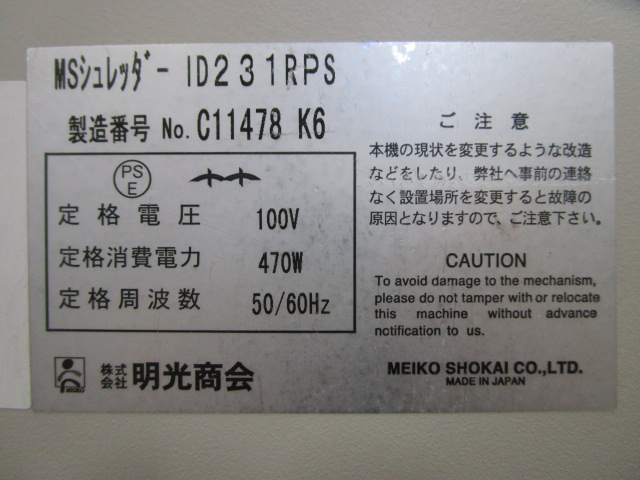 MSシュレッダー ID231RPS
製造番号 No. C11478 K6
PS
E
定格電圧 100V
定格消費電力 470W
定格周波数 50/60Hz
株式
会社 明光商会
ご注意
本機の現状を変更するような改造
などをしたり、弊社へ事前の連絡
なく設置場所を変更すると故障の
原因となりますので、ご注意下さい。
CAUTION
To avoid damage to the mechanism,
please do not tamper with or relocate
this machine without advance
nctification to us.
MEIKO SHOKAI CO.,LTD.
MADE IN JAPAN